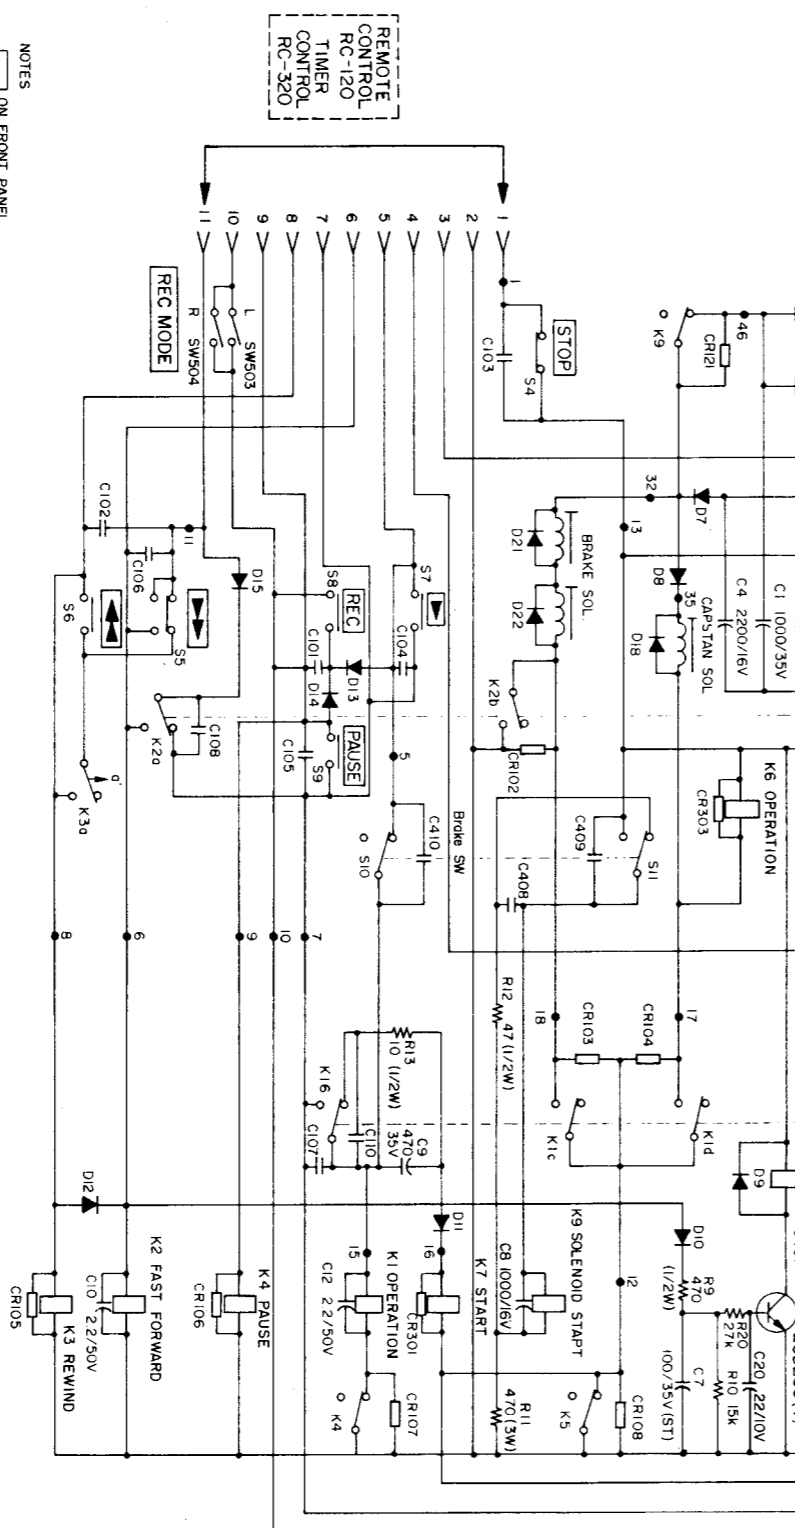 REMOTE
CONTROL
RC-120
TIMER
CONTROL
RC-320
NOTES
ON FRONT PANEL
1
2
3
4
5
6
7
8
9
10
11
REC MODE
L
R
SW503
SW504
STOP
S4
C103
1
K9
46
CR121
C102
11
C106
D15
S8
REC
S7
S6
S5
C101
D13
C104
D14
PAUSE
S9
C105
C108
K2a
K3a
a'
32
13
D7
D21
BRAKE SOL.
D22
D8
35
CAPSTAN SOL
D18
C4 2200/16V
C1 1000/35V
K2b
CR102
K6 OPERATION
CR303
5
Brake SW
C410
S10
C409
S11
C408
8
6
9
10
7
R12
47 (1/2W)
18
17
CR103
CR104
K16
R13
10 (1/2W)
C107
C110
C9
470
35V
K1c
K1d
D9
D12
D11
D10
R9
470
(1/2W)
15
16
12
K7 START
K9 SOLENOID STAPT
C8 1000/16V
K1 OPERATION
C12 2.2/50V
CR301
K4 PAUSE
CR106
K2 FAST FORWARD
C10 2.2/50V
K3 REWIND
CR105
K4
CR107
R11
470 (3W)
K5
CR108
C7
100/35V(ST)
R20
27k
R10 15k
C20 22/10V